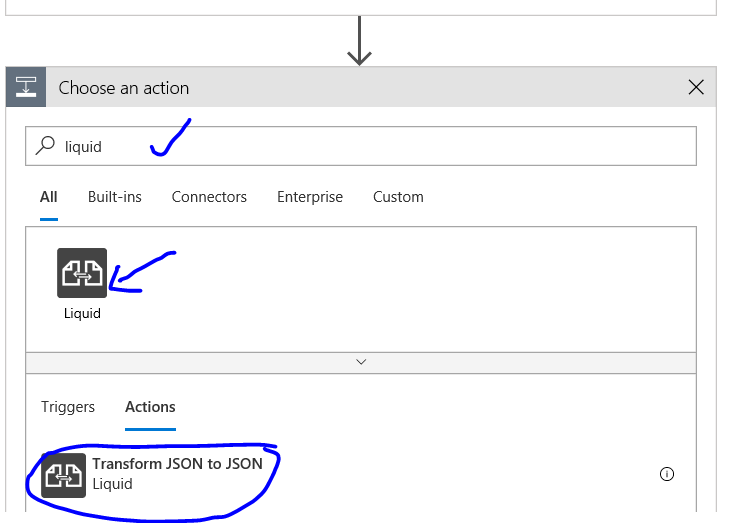 Choose an action
liquid
All Built-ins Connectors Enterprise Custom
Liquid
Triggers Actions
Transform JSON to JSON
Liquid